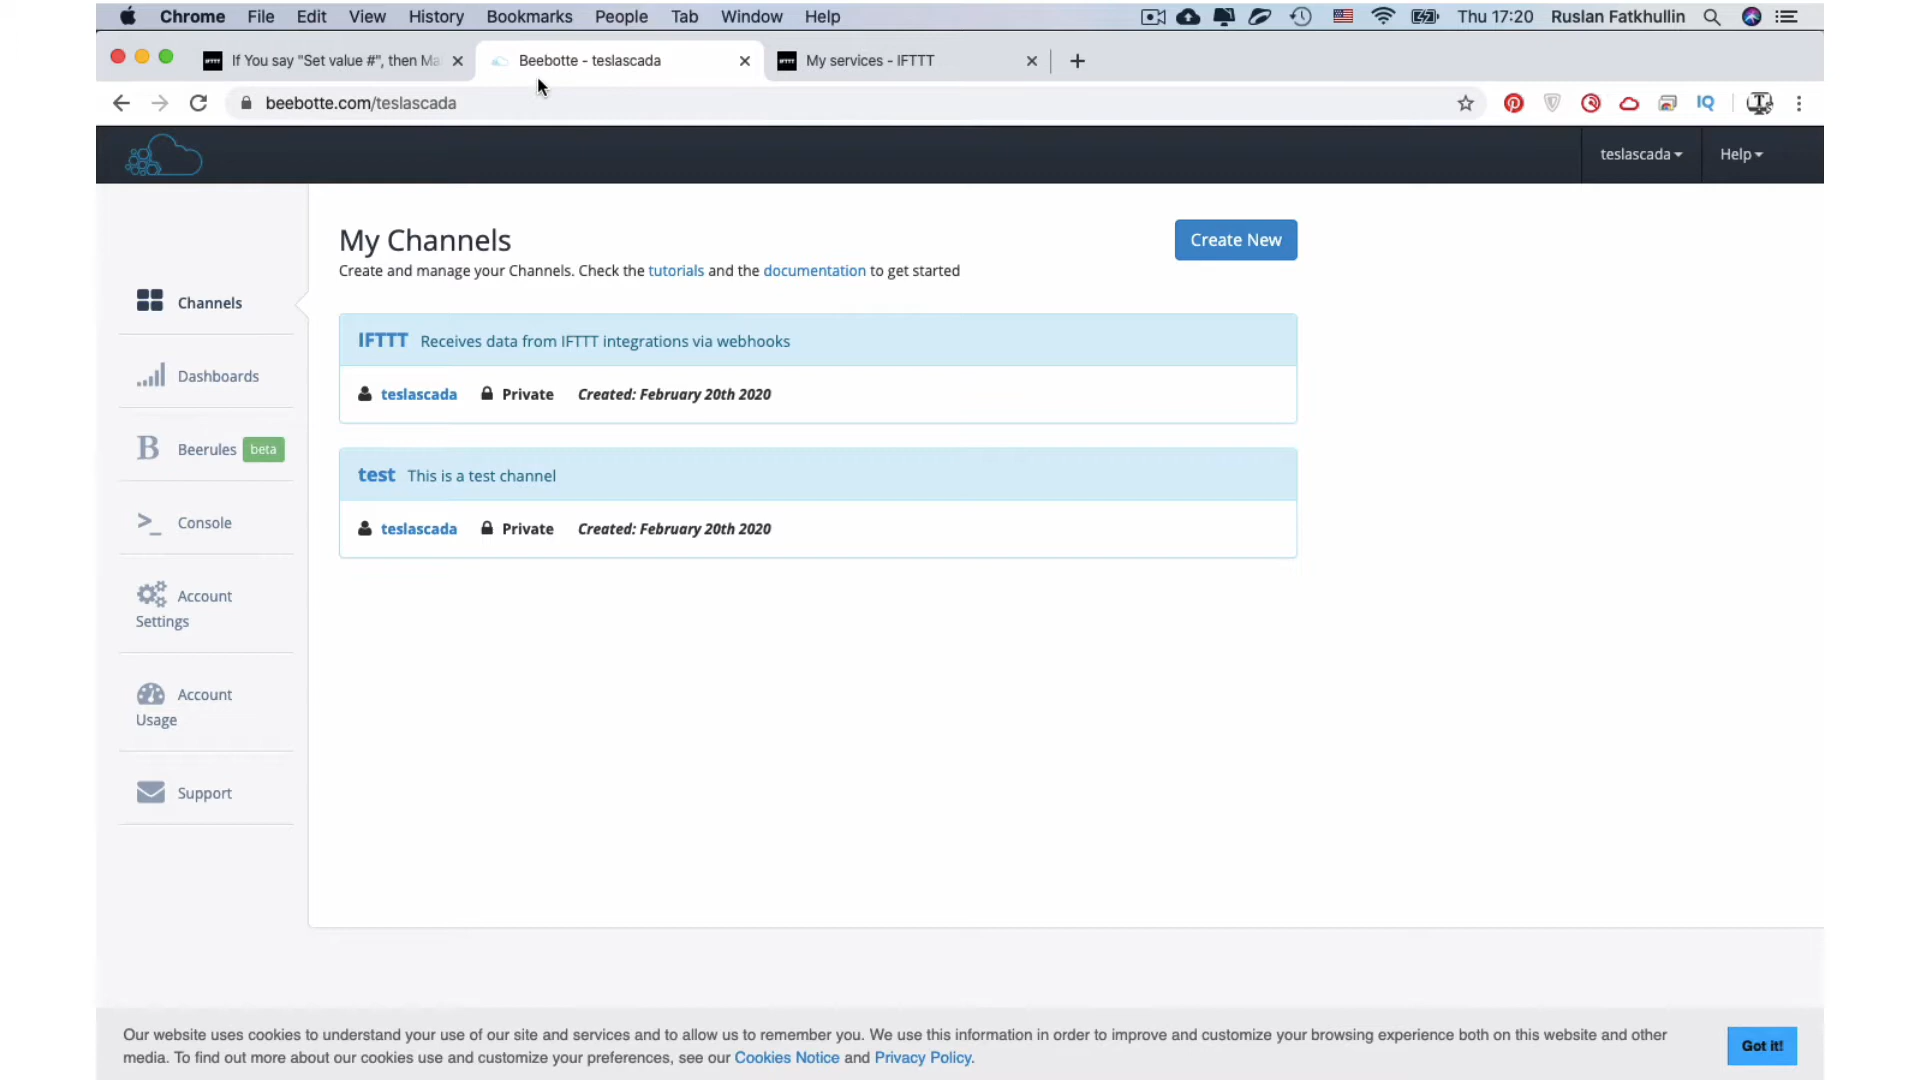 Chrome File Edit View History Bookmarks People Tab Window Help Thu 17:20 Ruslan Fatkhullin
If You say "Set value #", then Ma Beebotte - teslascada My services - IFTTT
beebotte.com/teslascada IQ
teslascada Help
My Channels Create New
Create and manage your Channels. Check the tutorials and the documentation to get started
Channels
IFTTT Receives data from IFTTT integrations via webhooks
Dashboards
teslascada Private Created: February 20th 2020
B Beerules beta
test This is a test channel
Console
teslascada Private Created: February 20th 2020
Account
Settings
Account
Usage
Support
Our website uses cookies to understand your use of our site and services and to allow us to remember you. We use this information in order to improve and customize your browsing experience both on this website and other
media. To find out more about our cookies use and customize your preferences, see our Cookies Notice and Privacy Policy.
Got it!